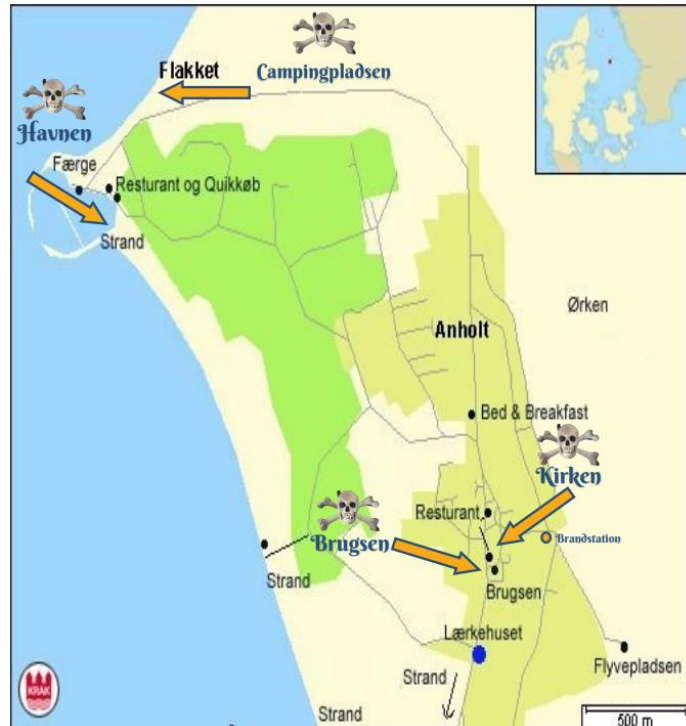 Flakket
Campingpladsen
Havnen
Færge
Resturant og Quikkøb
Strand
Ørken
Anholt
Bed & Breakfast
Kirken
Resturant
Brugsen
Brandstation
Strand
Brugsen
Lærkehuset
Flyvepladsen
Strand
KRAK
Strand
500 m